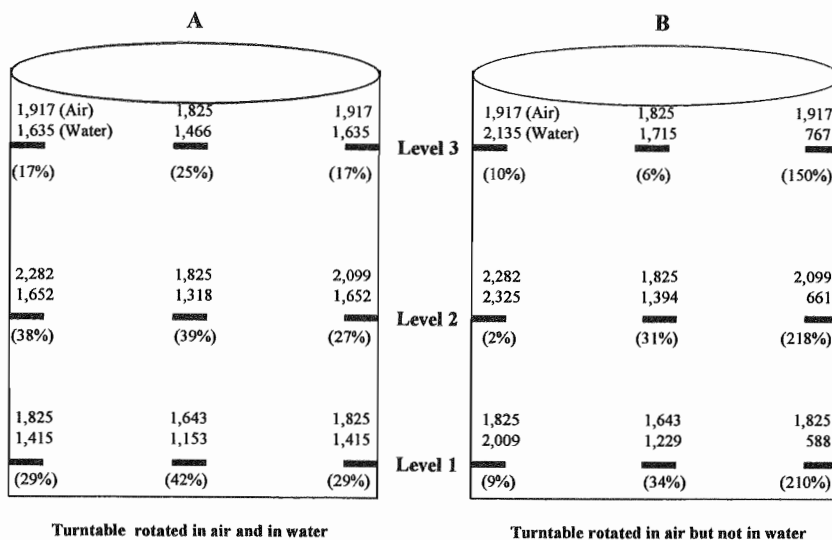 A B
1,917 (Air) 1,825 1,917 1,917 (Air) 1,825 1,917
1,635 (Water) 1,466 1,635 2,135 (Water) 1,715 767
Level 3
(17%) (25%) (17%) (10%) (6%) (150%)
2,282 1,825 2,099 2,282 1,825 2,099
1,652 1,318 1,652 2,325 1,394 661
Level 2
(38%) (39%) (27%) (2%) (31%) (218%)
1,825 1,643 1,825 1,825 1,643 1,825
1,415 1,153 1,415 2,009 1,229 588
Level 1
(29%) (42%) (29%) (9%) (34%) (210%)
Turntable rotated in air and in water Turntable rotated in air but not in water